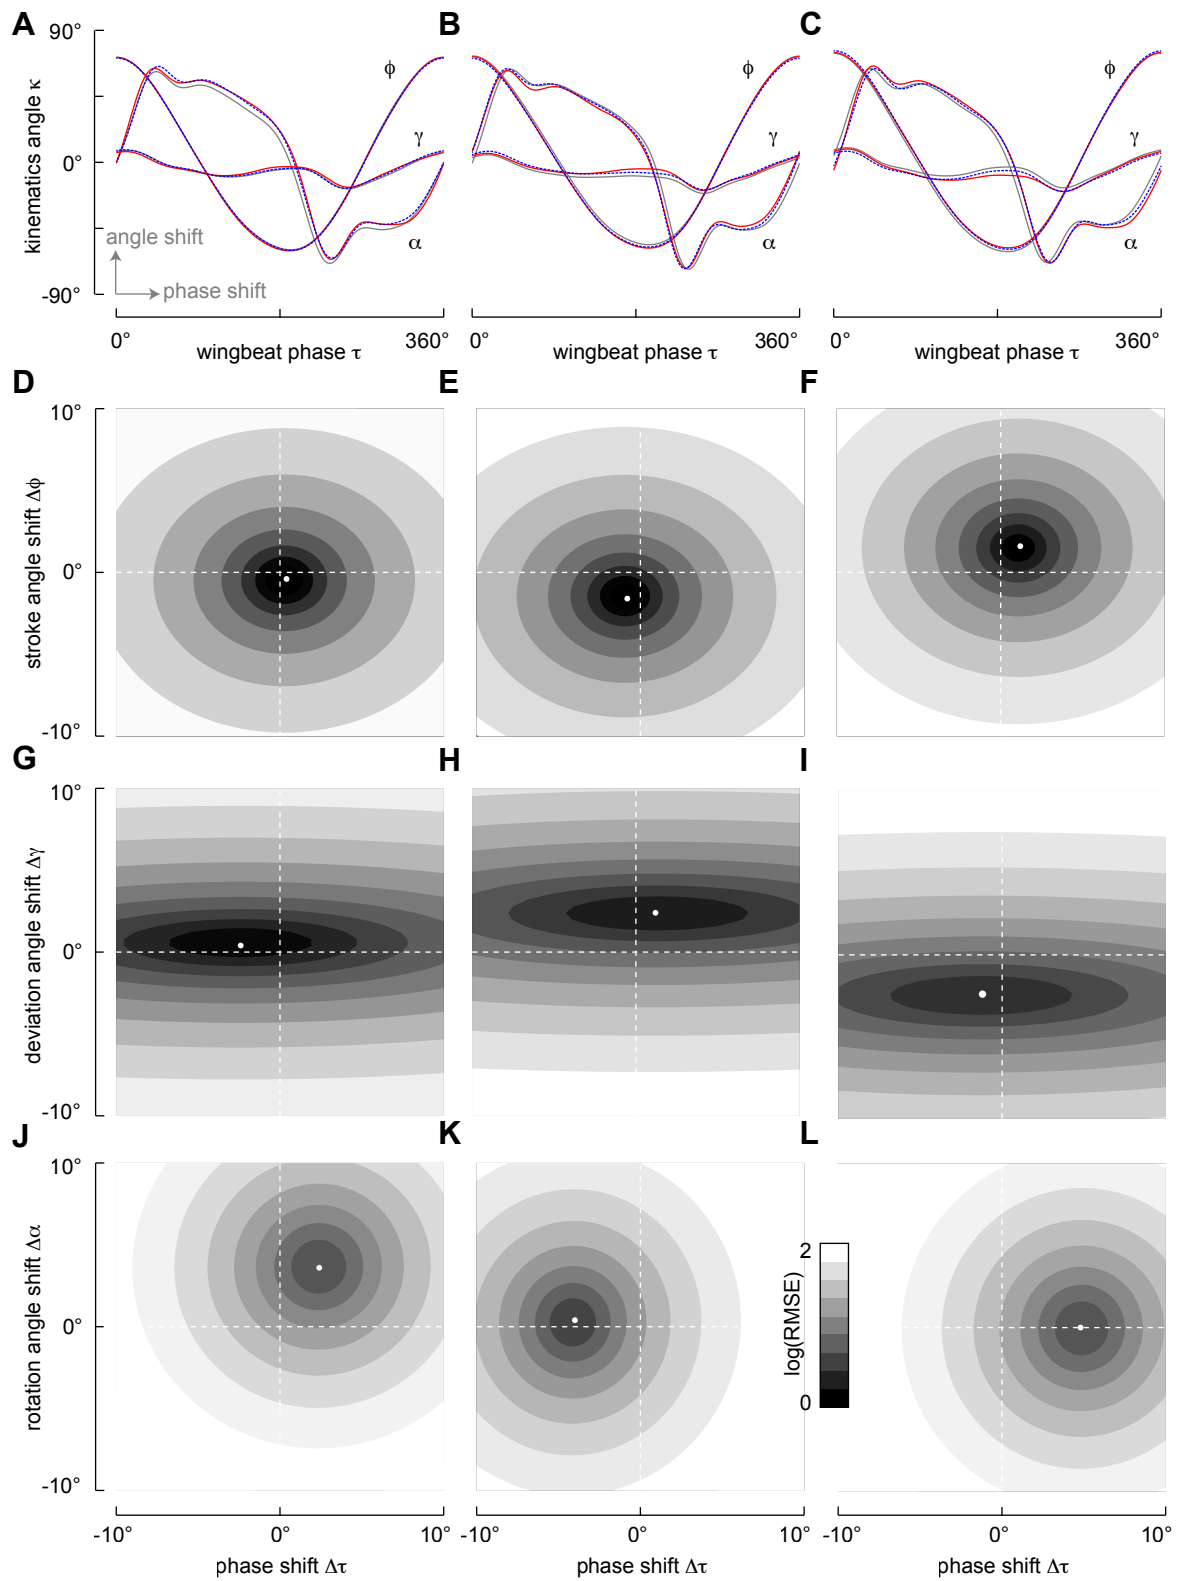 A
B
C
90°
0°
-90°
kinematics angle κ
ϕ
γ
α
ϕ
γ
α
ϕ
γ
α
angle shift
phase shift
0°
360°
wingbeat phase τ
0°
360°
wingbeat phase τ
0°
360°
wingbeat phase τ
D
E
F
10°
0°
-10°
stroke angle shift Δϕ
G
H
I
10°
0°
-10°
deviation angle shift Δγ
J
K
L
10°
0°
-10°
rotation angle shift Δα
2
0
log(RMSE)
-10°
0°
10°
-10°
0°
10°
-10°
0°
10°
phase shift Δτ
phase shift Δτ
phase shift Δτ